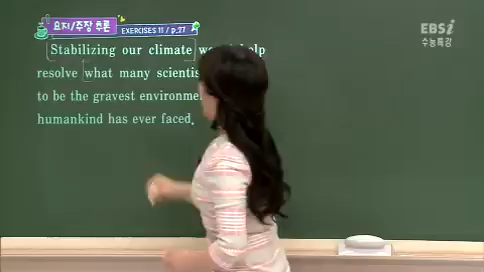 요지/주장 추론 EXERCISES 11 / p.27
EBSi
수능특강
Stabilizing our climate
resolve what many scientis
to be the gravest environme
humankind has ever faced.